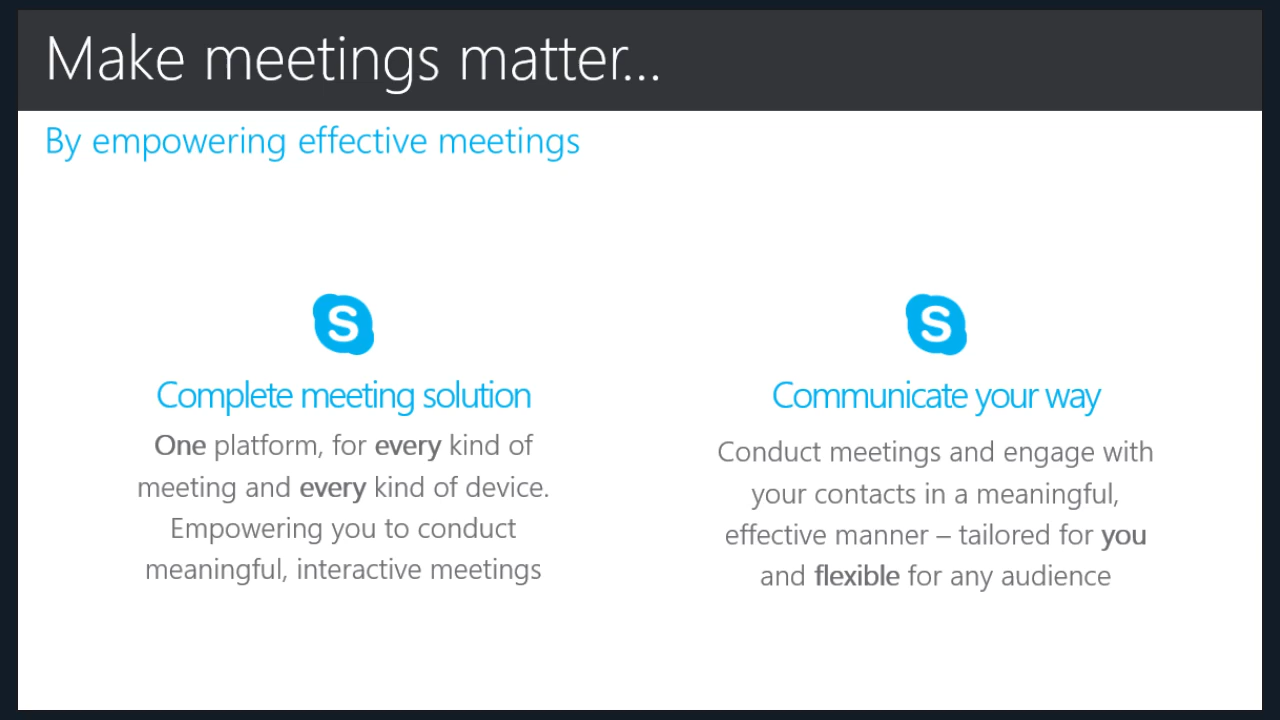 Make meetings matter...
By empowering effective meetings
S
Complete meeting solution
One platform, for every kind of
meeting and every kind of device.
Empowering you to conduct
meaningful, interactive meetings
S
Communicate your way
Conduct meetings and engage with
your contacts in a meaningful,
effective manner – tailored for you
and flexible for any audience